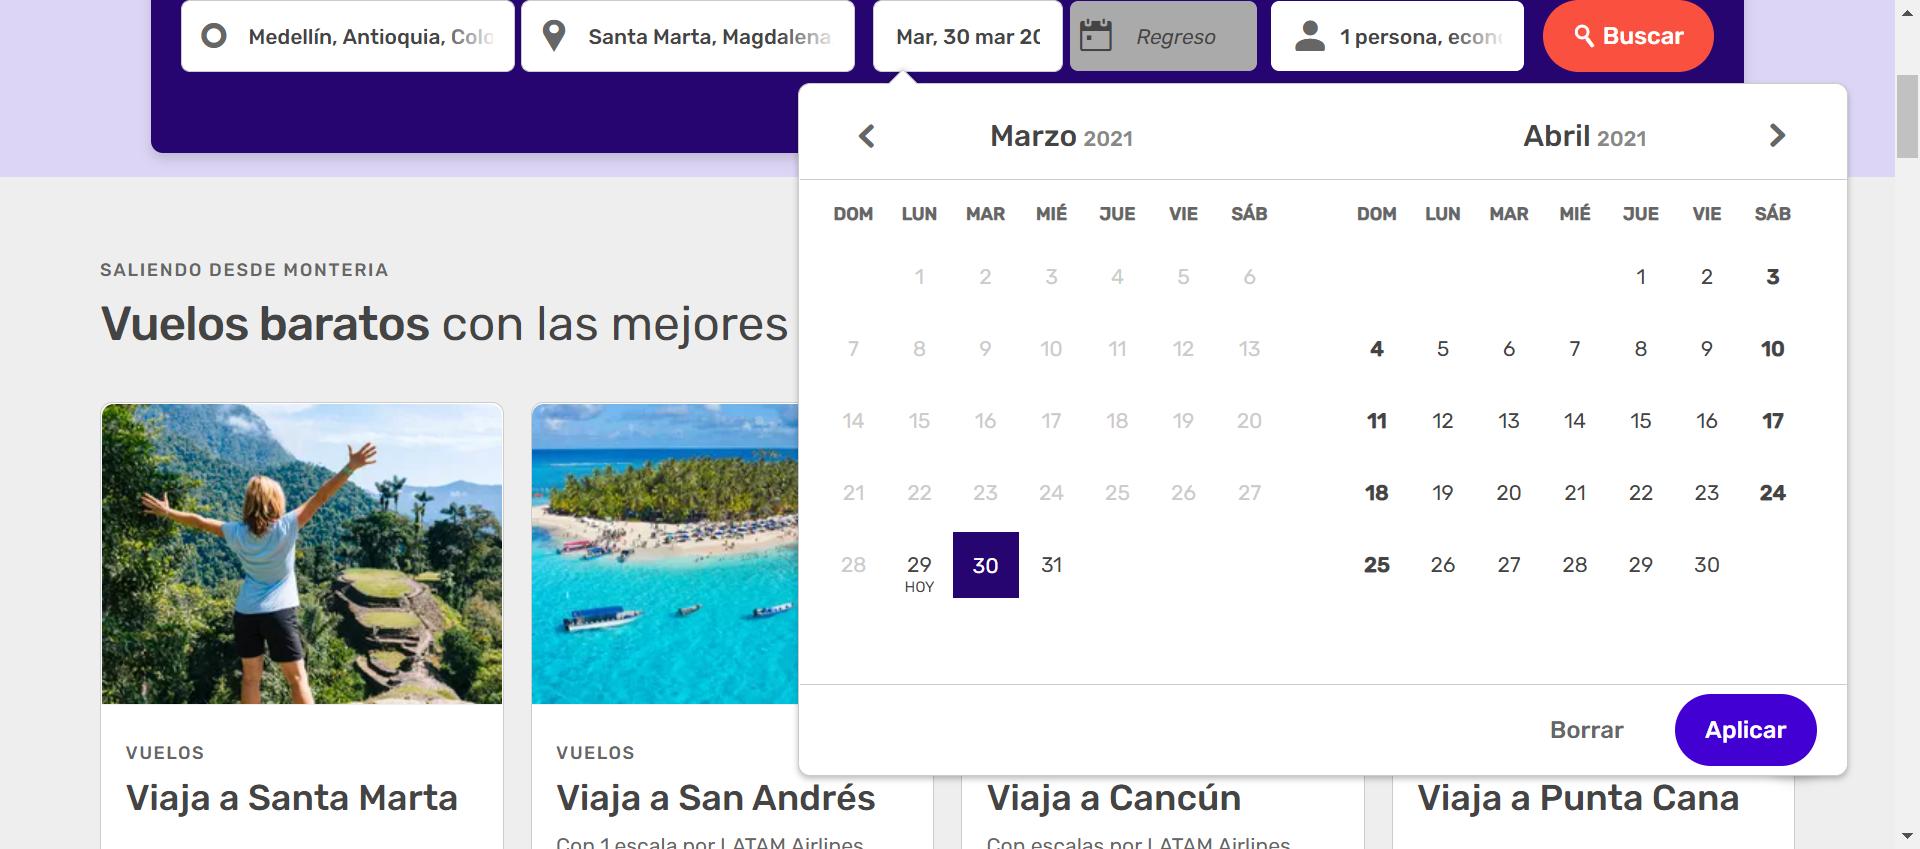 Medellín, Antioquia, Colo
Santa Marta, Magdalena
Mar, 30 mar 20
Regreso
1 persona, econ
Buscar
Marzo 2021
DOM LUN MAR MIÉ JUE VIE SÁB
1 2 3 4 5 6
7 8 9 10 11 12 13
14 15 16 17 18 19 20
21 22 23 24 25 26 27
28 29 30 31
HOY
Abril 2021
DOM LUN MAR MIÉ JUE VIE SÁB
1 2 3
4 5 6 7 8 9 10
11 12 13 14 15 16 17
18 19 20 21 22 23 24
25 26 27 28 29 30
Borrar
Aplicar
SALIENDO DESDE MONTERIA
Vuelos baratos con las mejores
VUELOS
Viaja a Santa Marta
VUELOS
Viaja a San Andrés
Con 1 escala por LATAM Airlines
Viaja a Cancún
Con escalas por LATAM Airlines
Viaja a Punta Cana